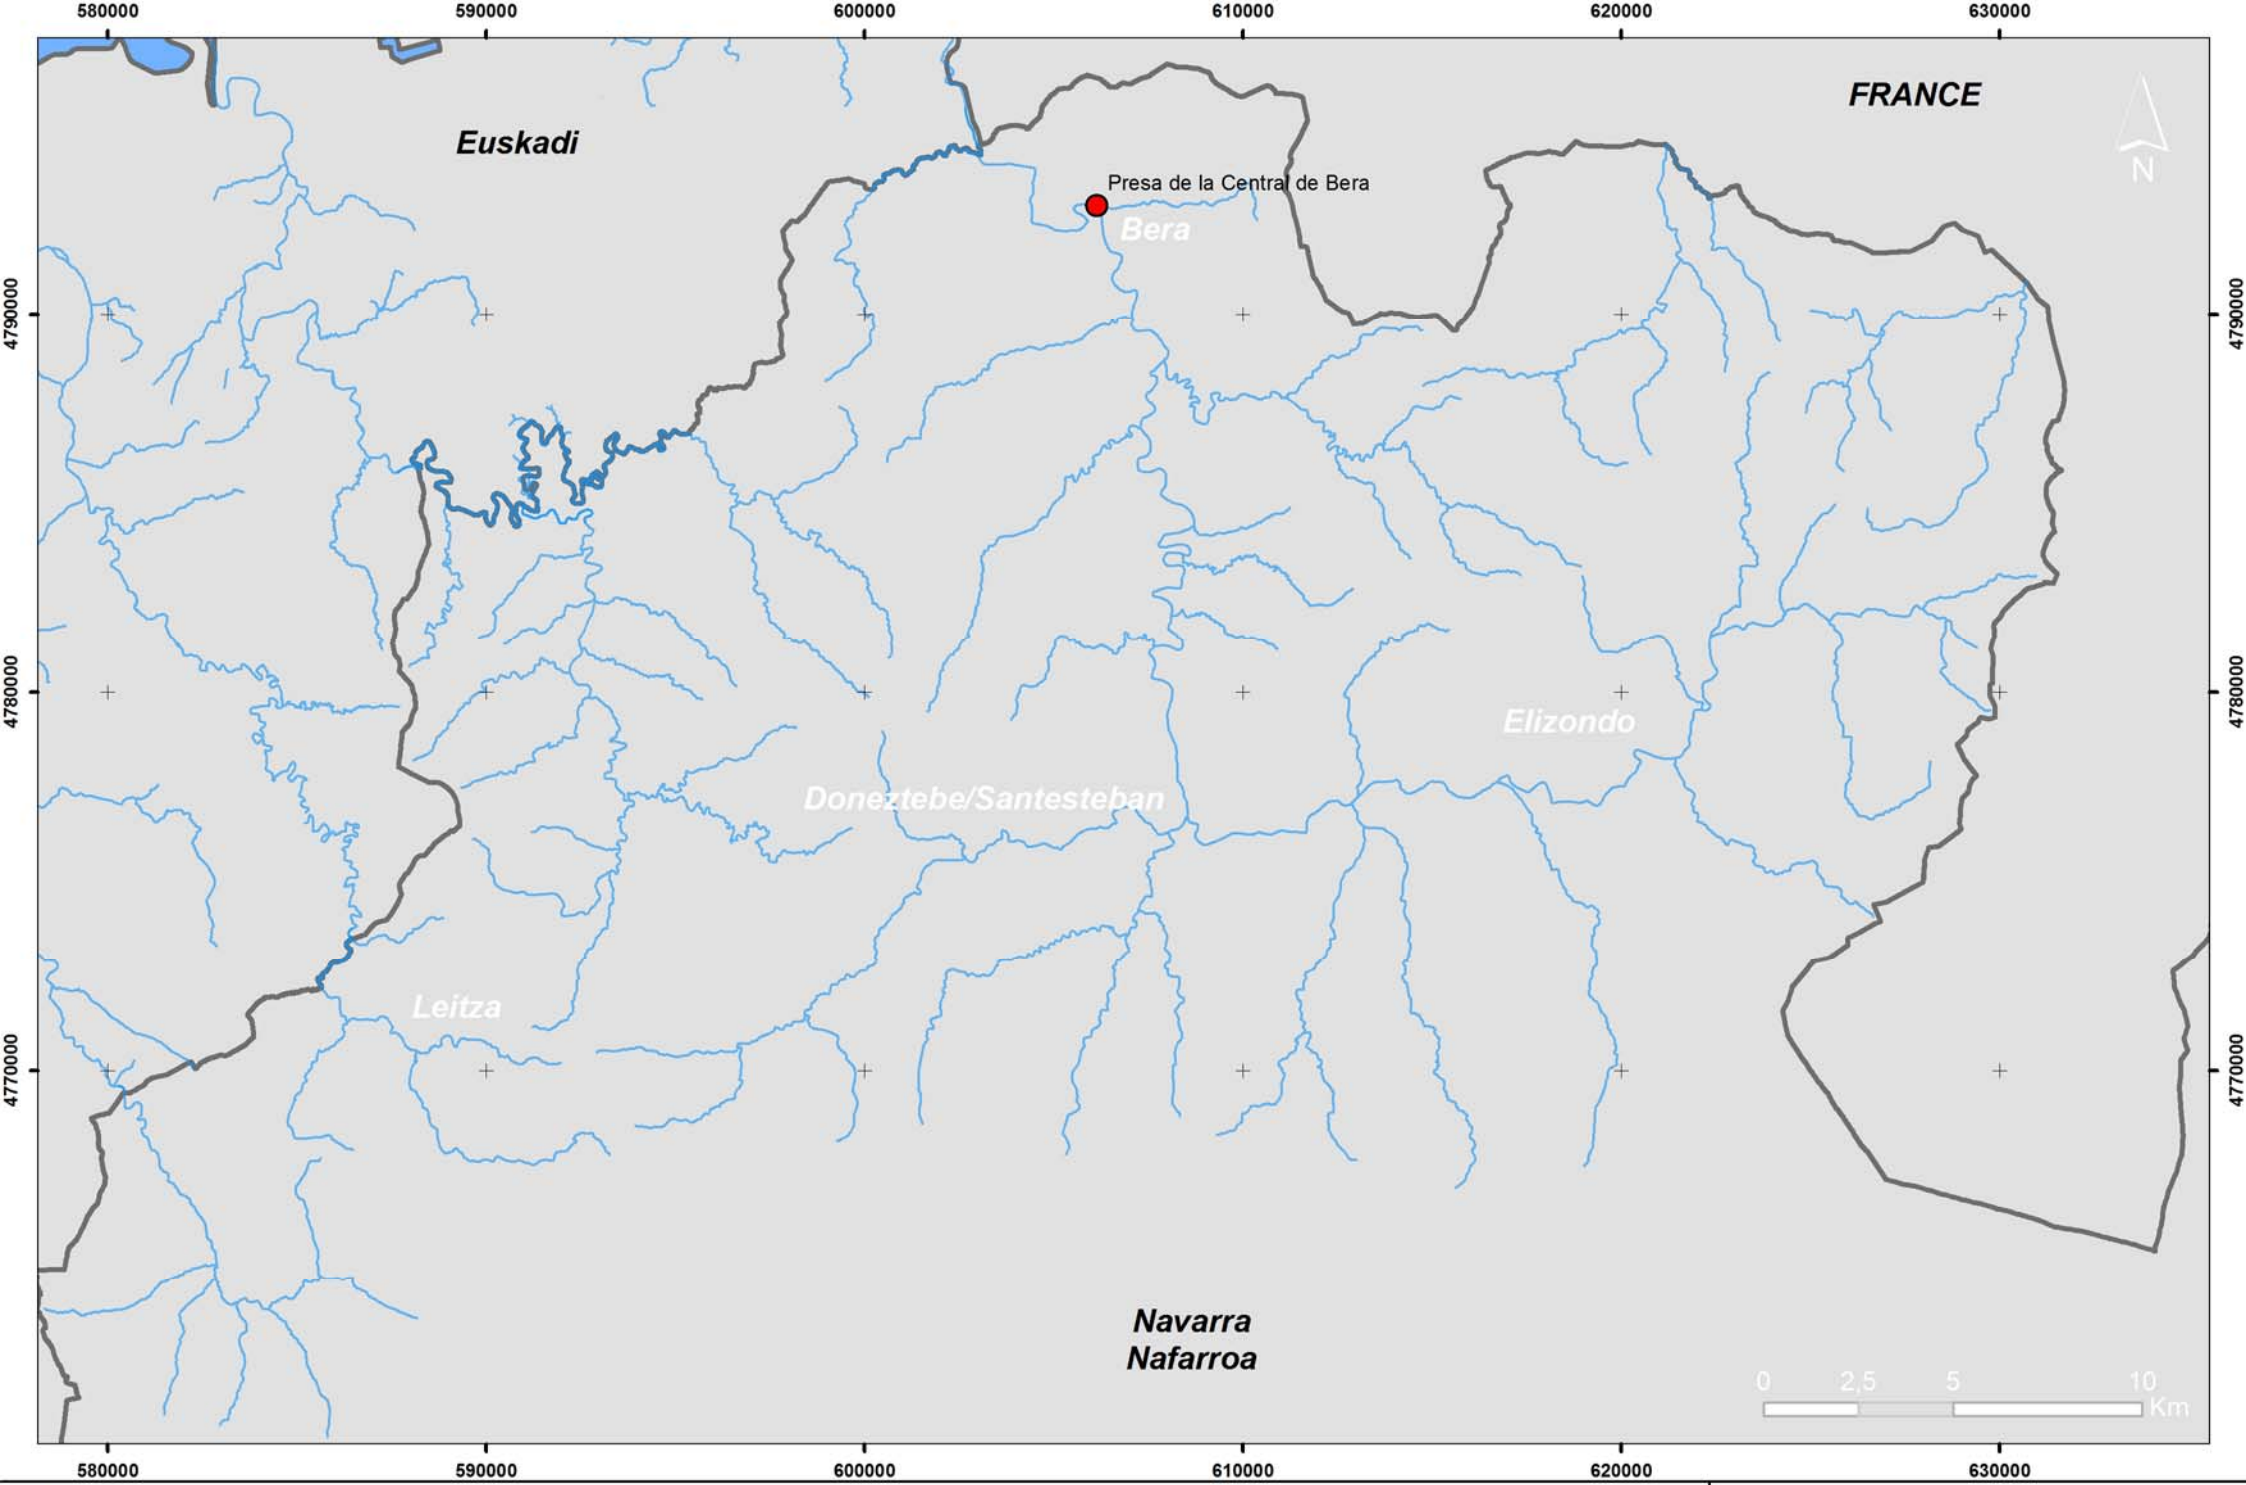 580000 590000 600000 610000 620000 630000
FRANCE
Euskadi
N
Presa de la Central de Bera
Bera
4790000 4790000
4780000 4780000
Elizondo
Doneztebe/Santesteban
Leitza
4770000 4770000
Navarra
Nafarroa
0 2,5 5 10
Km
580000 590000 600000 610000 620000 630000